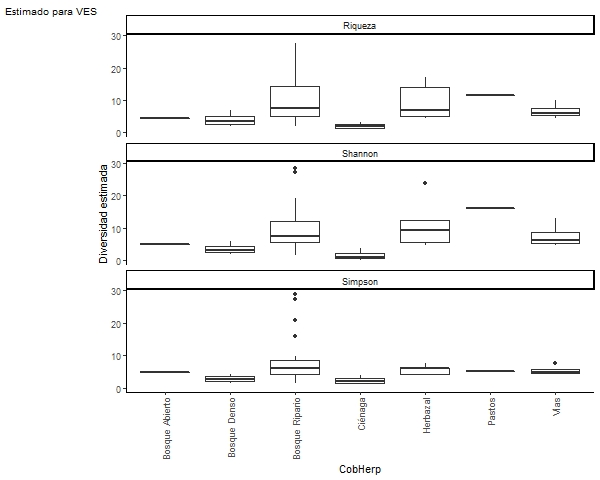 Estimado para VES
Riqueza
30
20
10
0
Shannon
30
20
10
0
Simpson
30
20
10
0
Diversidad estimada
Bosque Abierto
Bosque Denso
Bosque Ripario
Ciénaga
Herbazal
Pastos
Vías
CobHerp